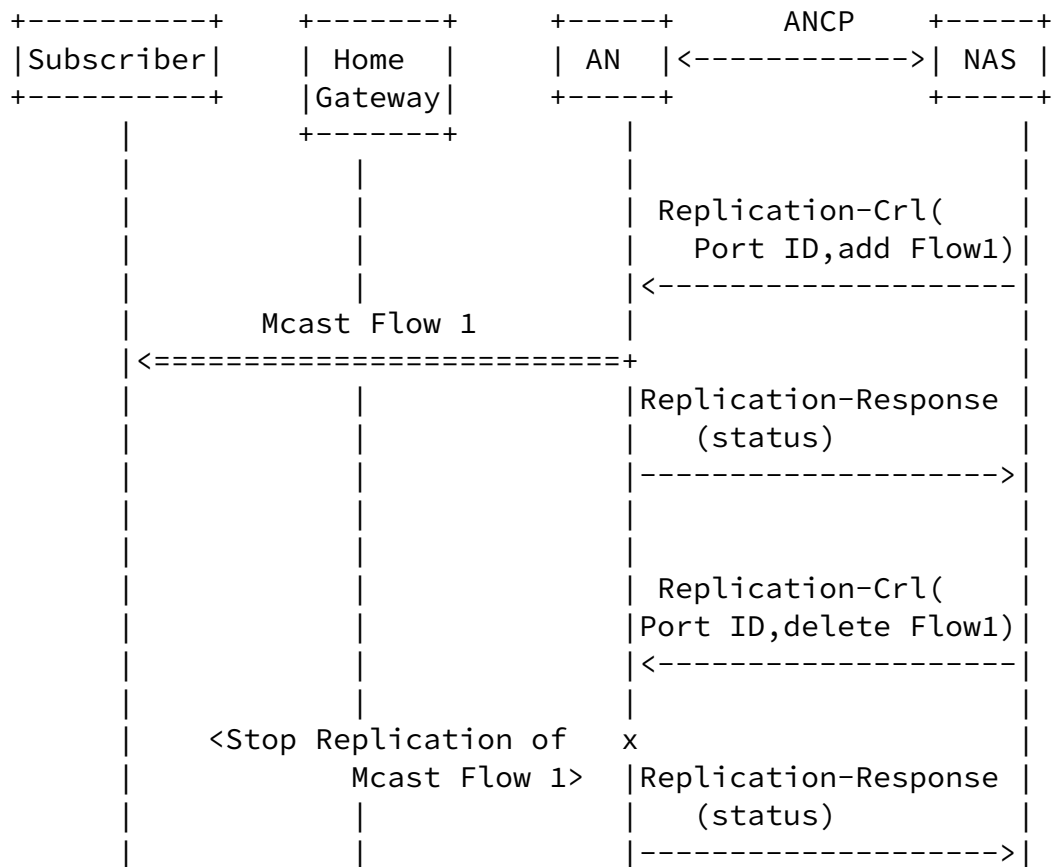 ANCP
Subscriber Home AN NAS
Gateway
Replication-Crl(
Port ID,add Flow1)
Mcast Flow 1
Replication-Response
(status)
Replication-Crl(
Port ID,delete Flow1)
<Stop Replication of x
Mcast Flow 1> Replication-Response
(status)